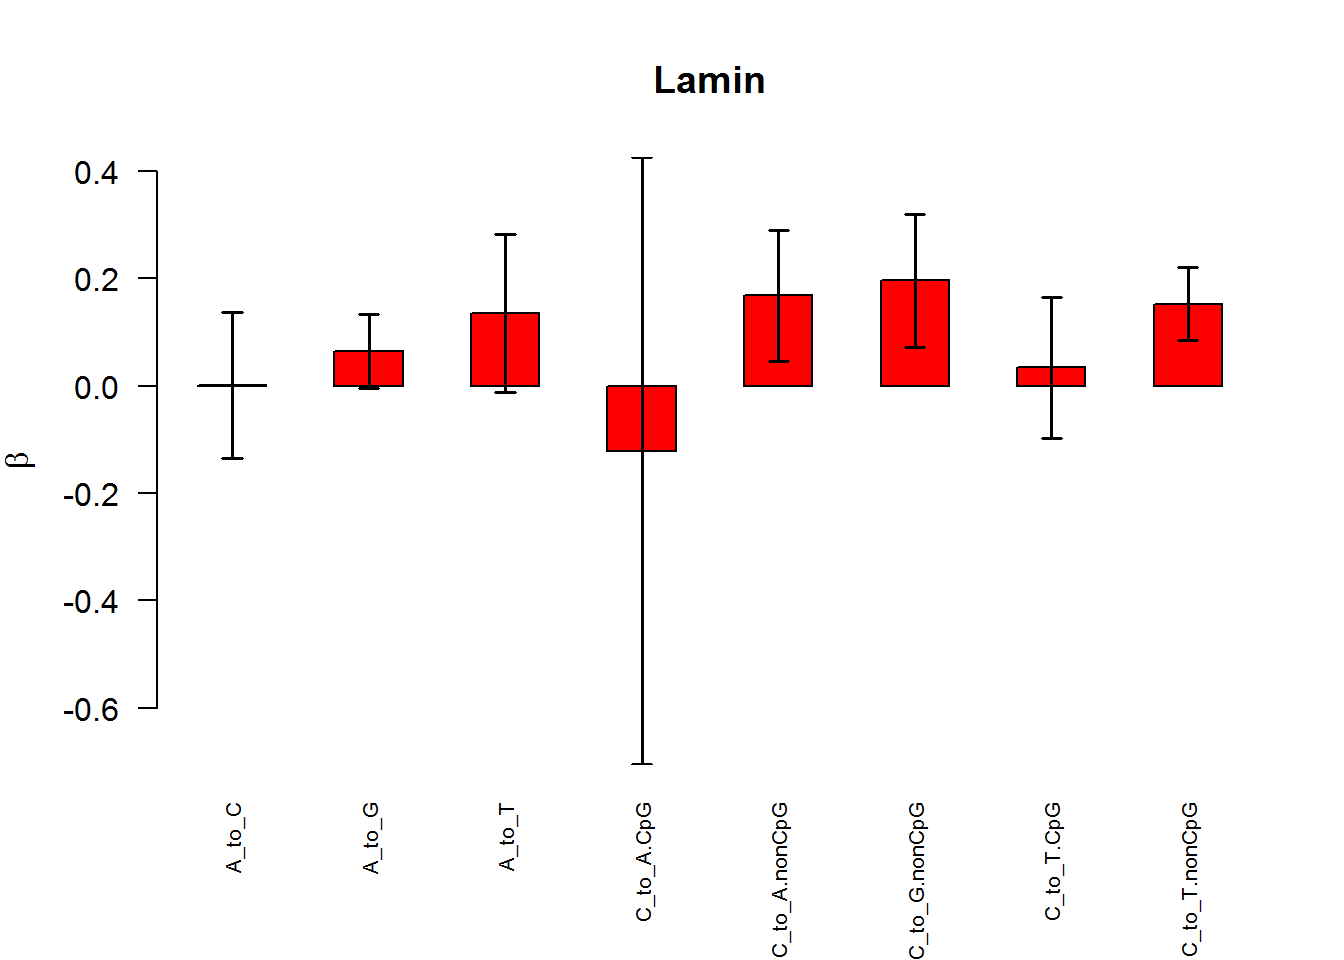 Lamin
0.4
0.2
0.0
-0.2
-0.4
-0.6
β
A_to_C
A_to_G
A_to_T
C_to_A.CpG
C_to_A.nonCpG
C_to_G.nonCpG
C_to_T.CpG
C_to_T.nonCpG